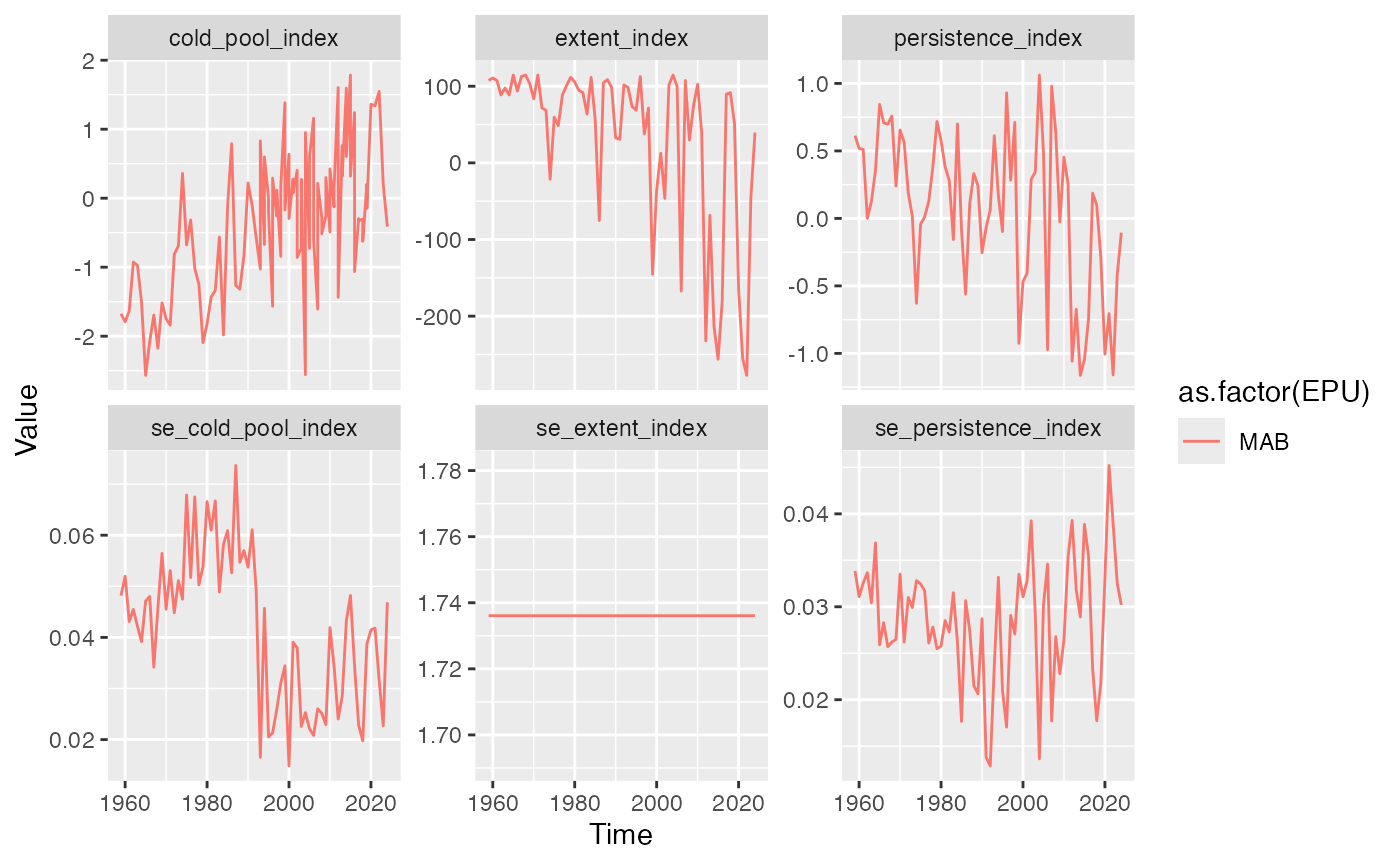 cold_pool_index
extent_index
persistence_index
2
1
0
-1
-2
100
0
-100
-200
1.0
0.5
0.0
-0.5
-1.0
Value
as.factor(EPU)
MAB
se_cold_pool_index
se_extent_index
se_persistence_index
0.06
0.04
0.02
1.78
1.76
1.74
1.72
1.70
0.04
0.03
0.02
1960 1980 2000 2020
1960 1980 2000 2020
1960 1980 2000 2020
Time